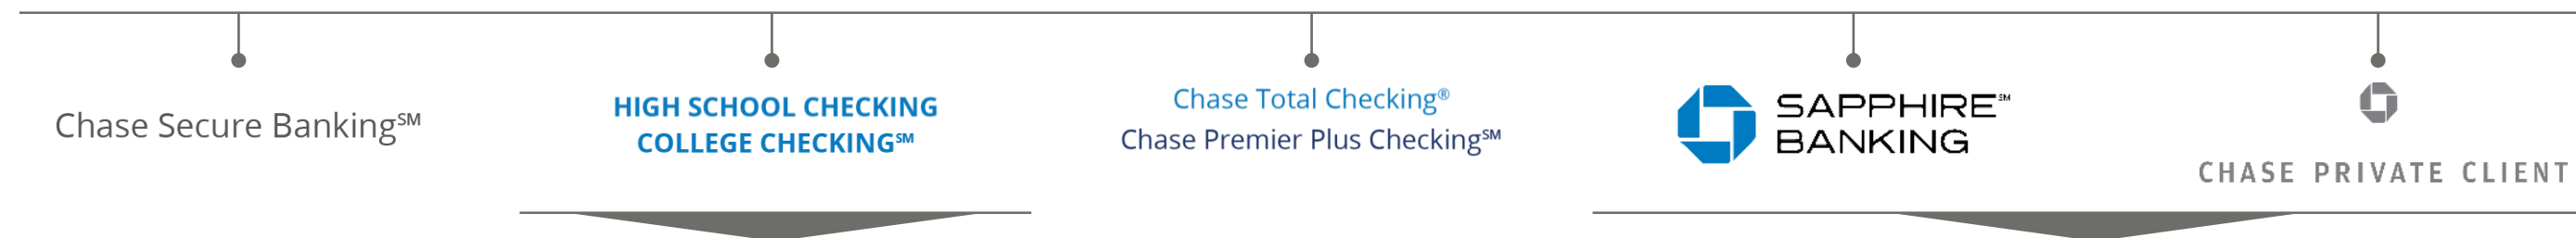 Chase Secure Banking℠
HIGH SCHOOL CHECKING
COLLEGE CHECKING℠
Chase Total Checking®
Chase Premier Plus Checking℠
SAPPHIRE℠
BANKING
CHASE PRIVATE CLIENT